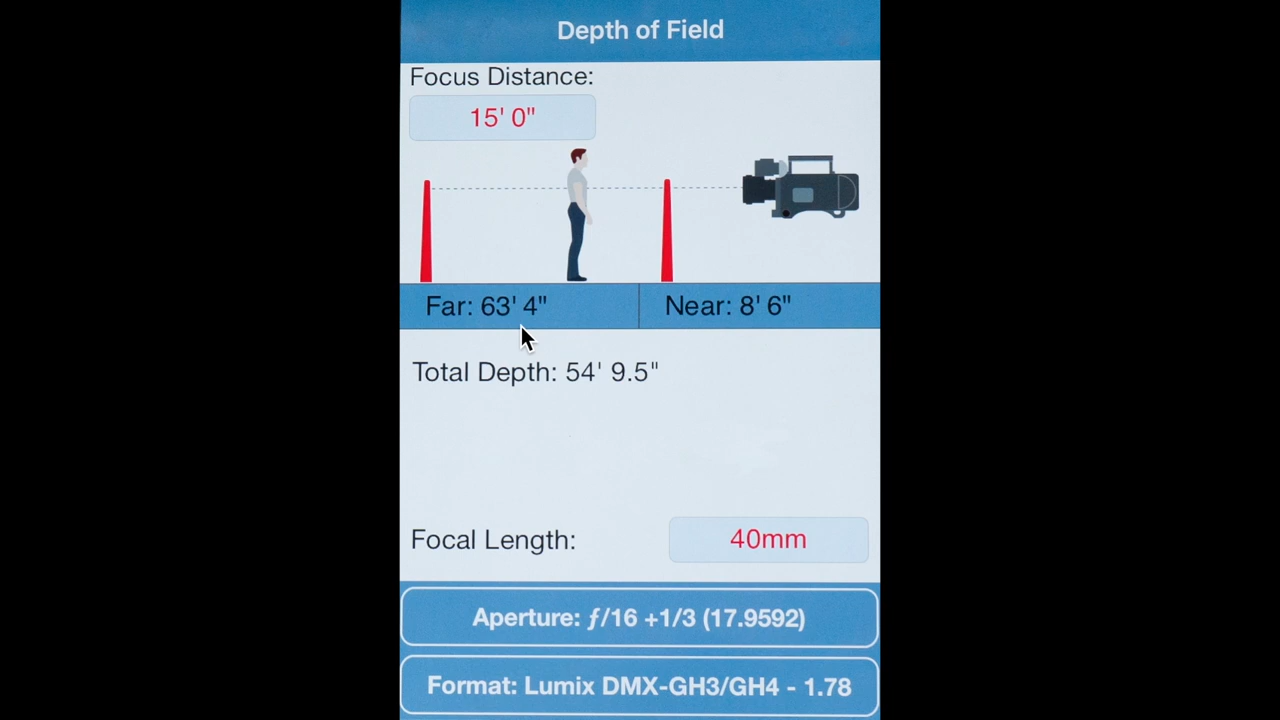 Depth of Field
Focus Distance:
15' 0"
Far: 63' 4"
Near: 8' 6"
Total Depth: 54' 9.5"
Focal Length:
40mm
Aperture: ƒ/16 +1/3 (17.9592)
Format: Lumix DMX-GH3/GH4 - 1.78